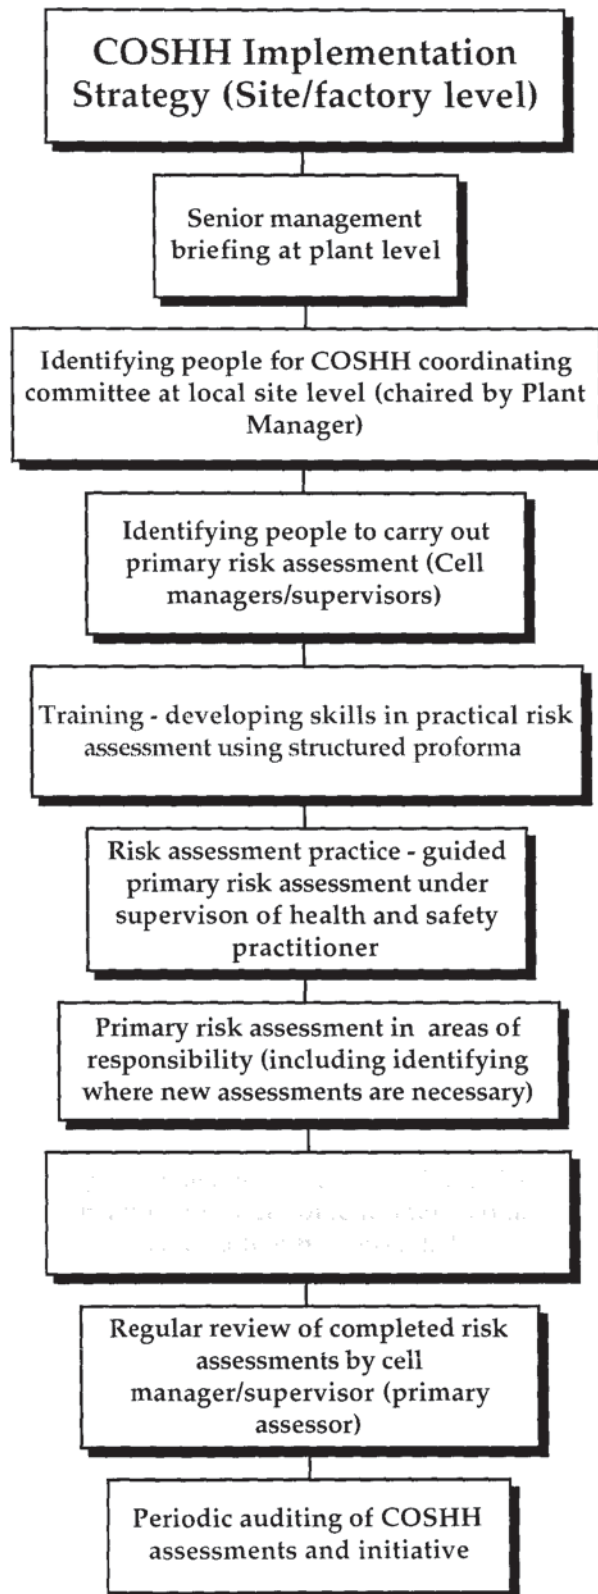 COSHH Implementation
Strategy (Site/factory level)
Senior management
briefing at plant level
Identifying people for COSHH coordinating
committee at local site level (chaired by Plant
Manager)
Identifying people to carry out
primary risk assessment (Cell
managers/supervisors)
Training - developing skills in practical risk
assessment using structured proforma
Risk assessment practice - guided
primary risk assessment under
supervison of health and safety
practitioner
Primary risk assessment in areas of
responsibility (including identifying
where new assessments are necessary)
Regular review of completed risk
assessments by cell
manager/supervisor (primary
assessor)
Periodic auditing of COSHH
assessments and initiative